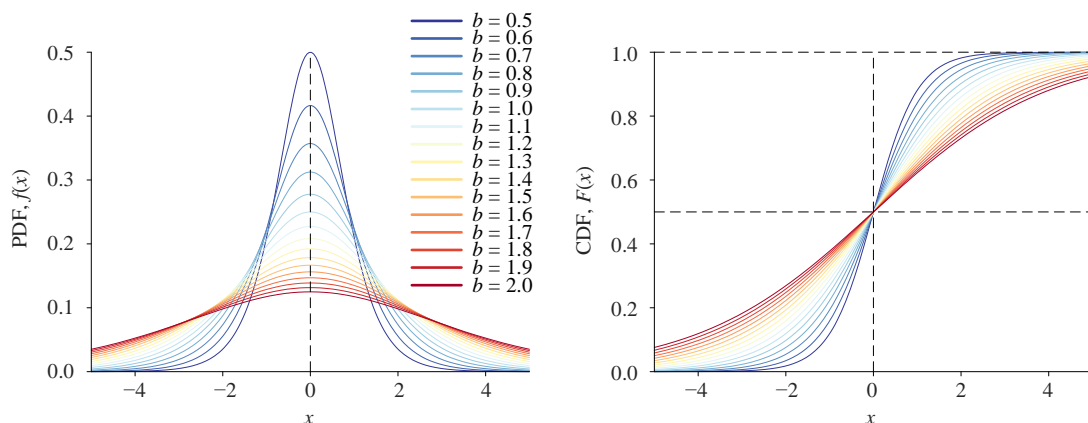 PDF, f(x)
0.5
0.4
0.3
0.2
0.1
0.0
−4
−2
0
2
4
x
b = 0.5
b = 0.6
b = 0.7
b = 0.8
b = 0.9
b = 1.0
b = 1.1
b = 1.2
b = 1.3
b = 1.4
b = 1.5
b = 1.6
b = 1.7
b = 1.8
b = 1.9
b = 2.0
CDF, F(x)
1.0
0.8
0.6
0.4
0.2
0.0
−4
−2
0
2
4
x